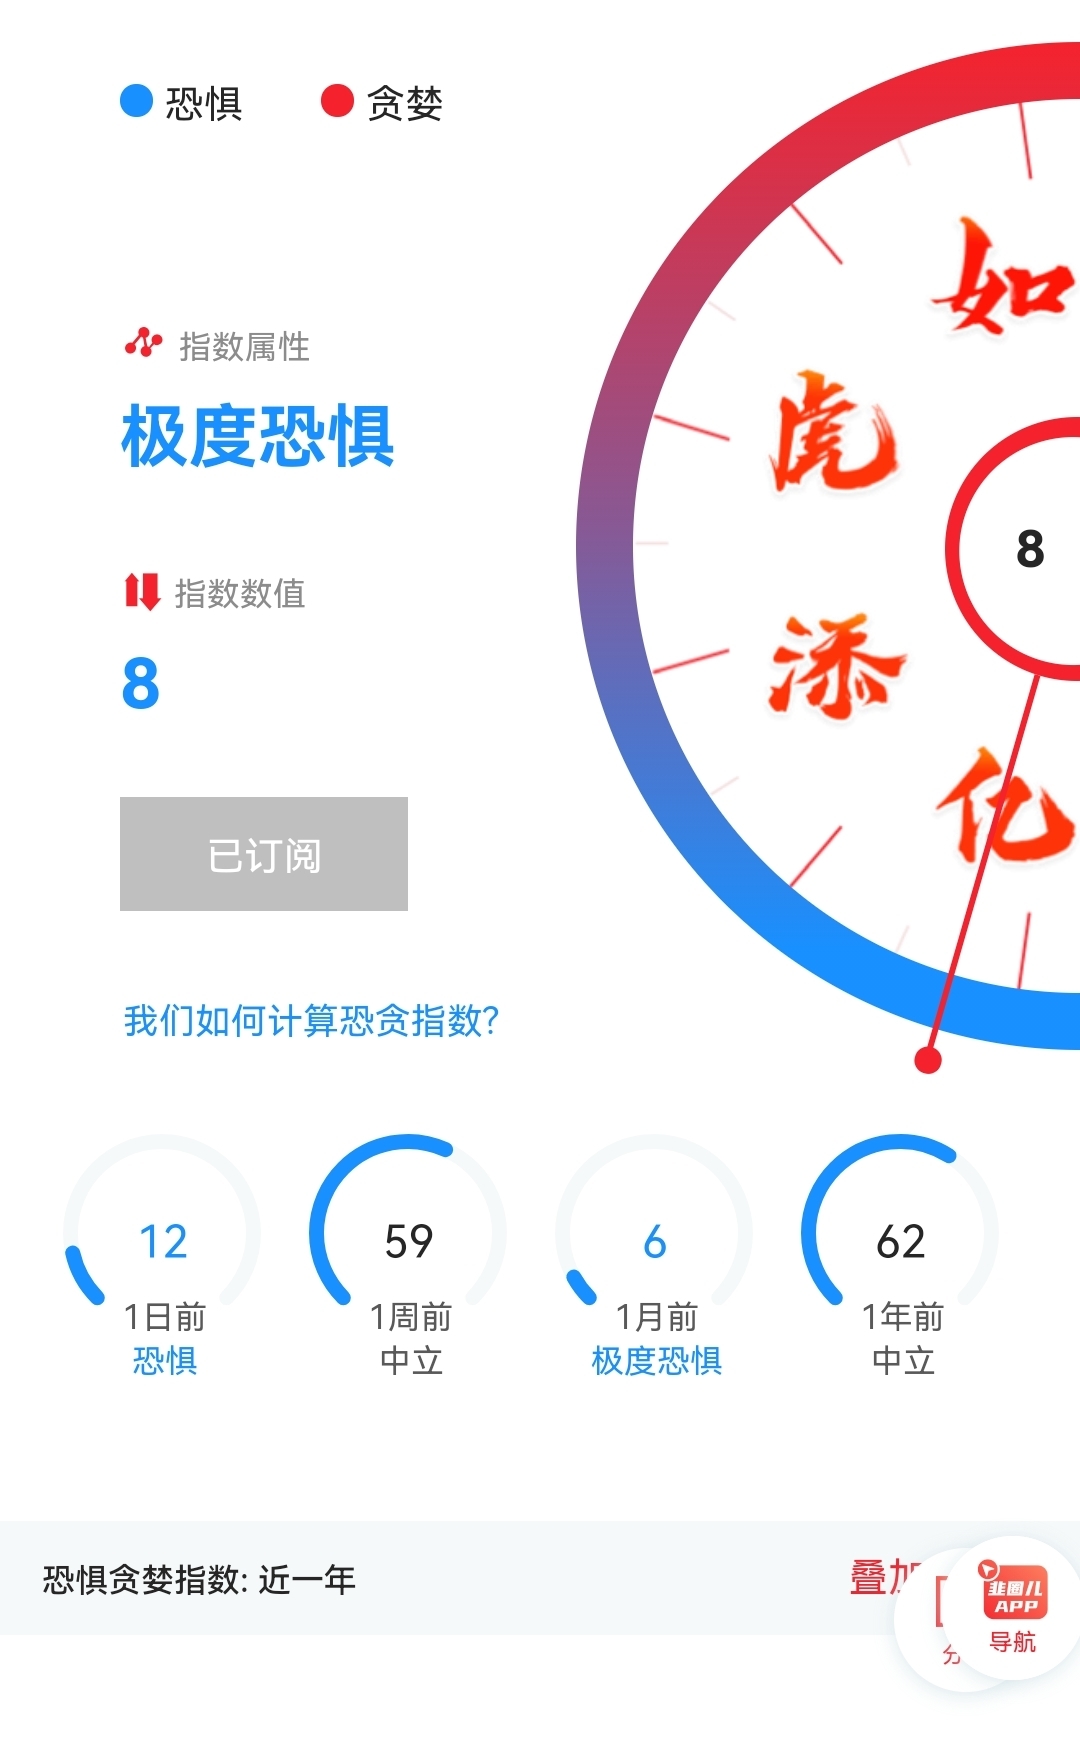 恐惧 贪婪
如
虎
添
亿
指数属性
极度恐惧
8
指数数值
8
已订阅
我们如何计算恐贪指数?
12 59 6 62
1日前 1周前 1月前 1年前
恐惧 中立 极度恐惧 中立
恐惧贪婪指数: 近一年
叠加
韭圈儿
APP
分
导航